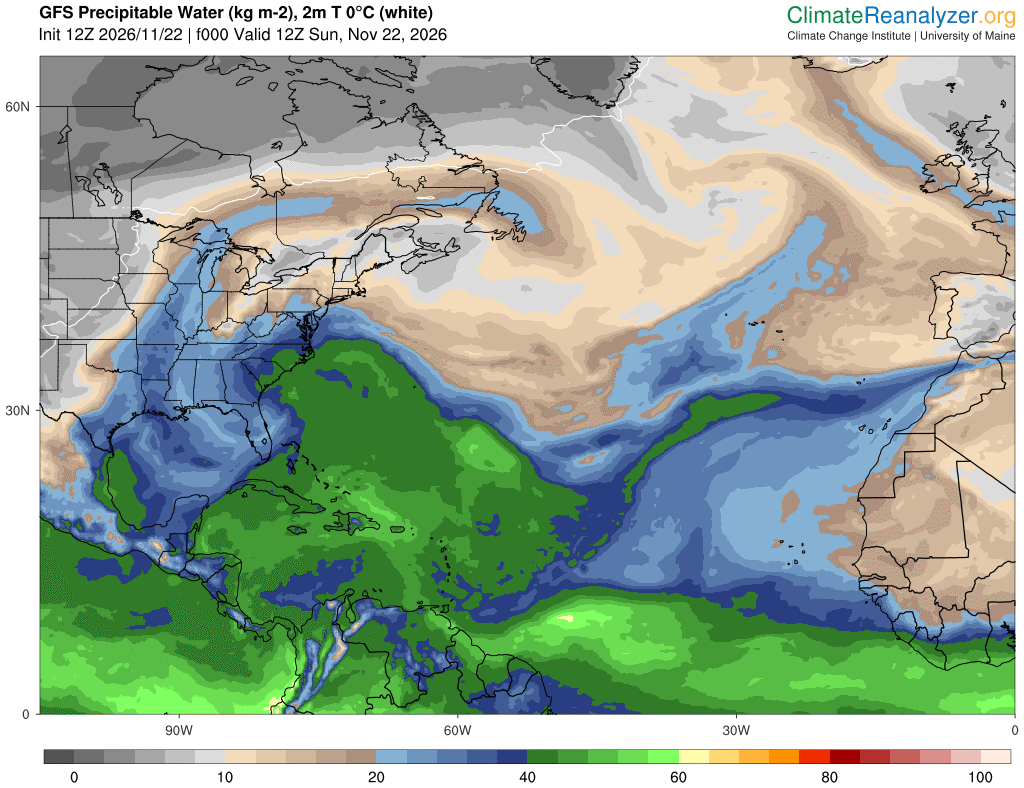 GFS Precipitable Water (kg m-2), 2m T 0°C (white)
Init 12Z 2026/11/22 | f000 Valid 12Z Sun, Nov 22, 2026
ClimateReanalyzer.org
Climate Change Institute | University of Maine
60N
30N
0
90W
60W
30W
0
0
10
20
40
60
80
100